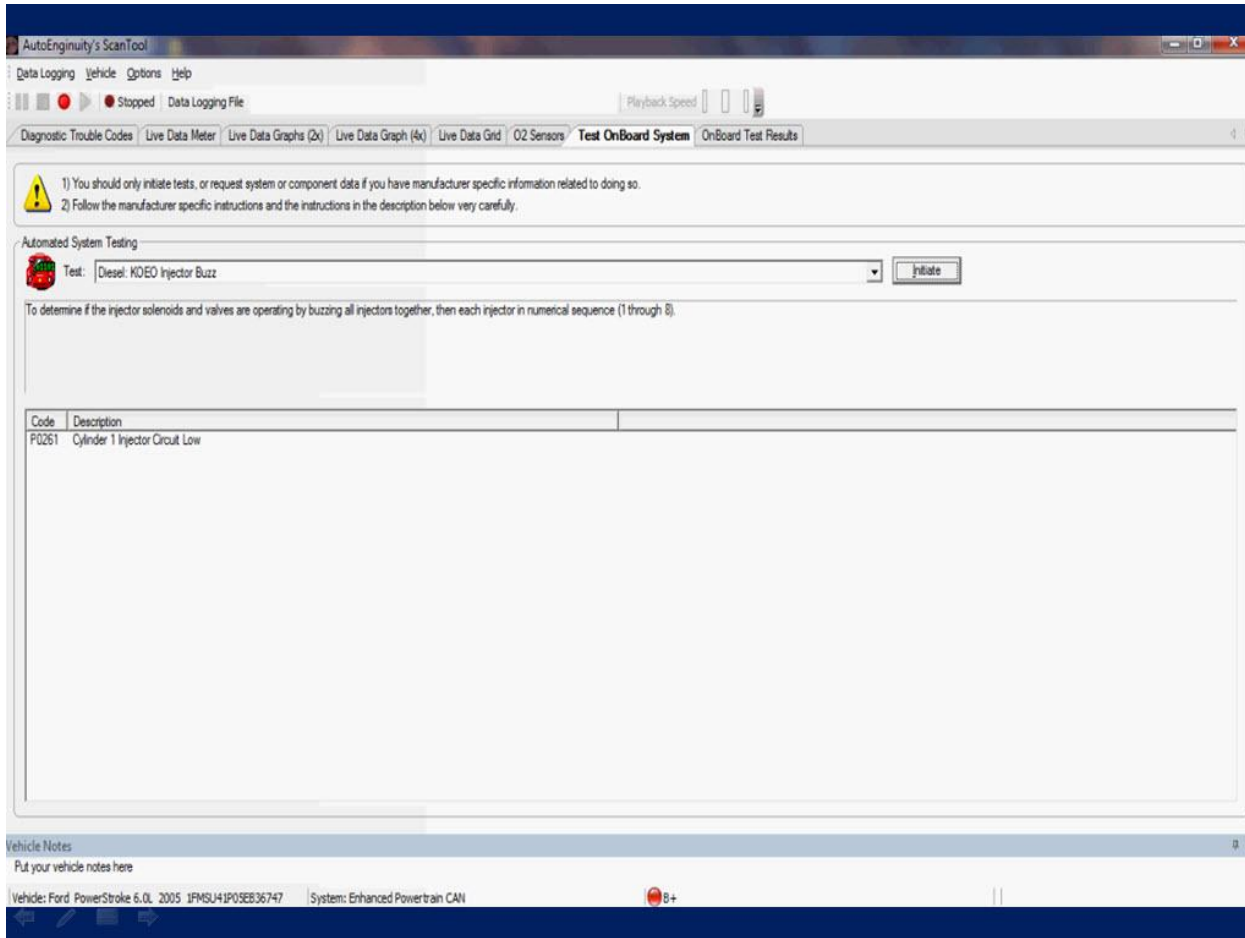 AutoEnginuity's ScanTool
Data Logging Vehicle Options Help
Stopped Data Logging File Playback Speed
Diagnostic Trouble Codes Live Data Meter Live Data Graphs (2x) Live Data Graph (4x) Live Data Grid O2 Sensors Test OnBoard System OnBoard Test Results
1) You should only initiate tests, or request system or component data if you have manufacturer specific information related to doing so.
2) Follow the manufacturer specific instructions and the instructions in the description below very carefully.
Automated System Testing
Test: Diesel: KOEO Injector Buzz Initiate
To determine if the injector solenoids and valves are operating by buzzing all injectors together, then each injector in numerical sequence (1 through 8).
Code Description
P0261 Cylinder 1 Injector Circuit Low
Vehicle Notes
Put your vehicle notes here
Vehicle: Ford PowerStroke 6.0L 2005 1FMSU41P05EB36747 System: Enhanced Powertrain CAN B+